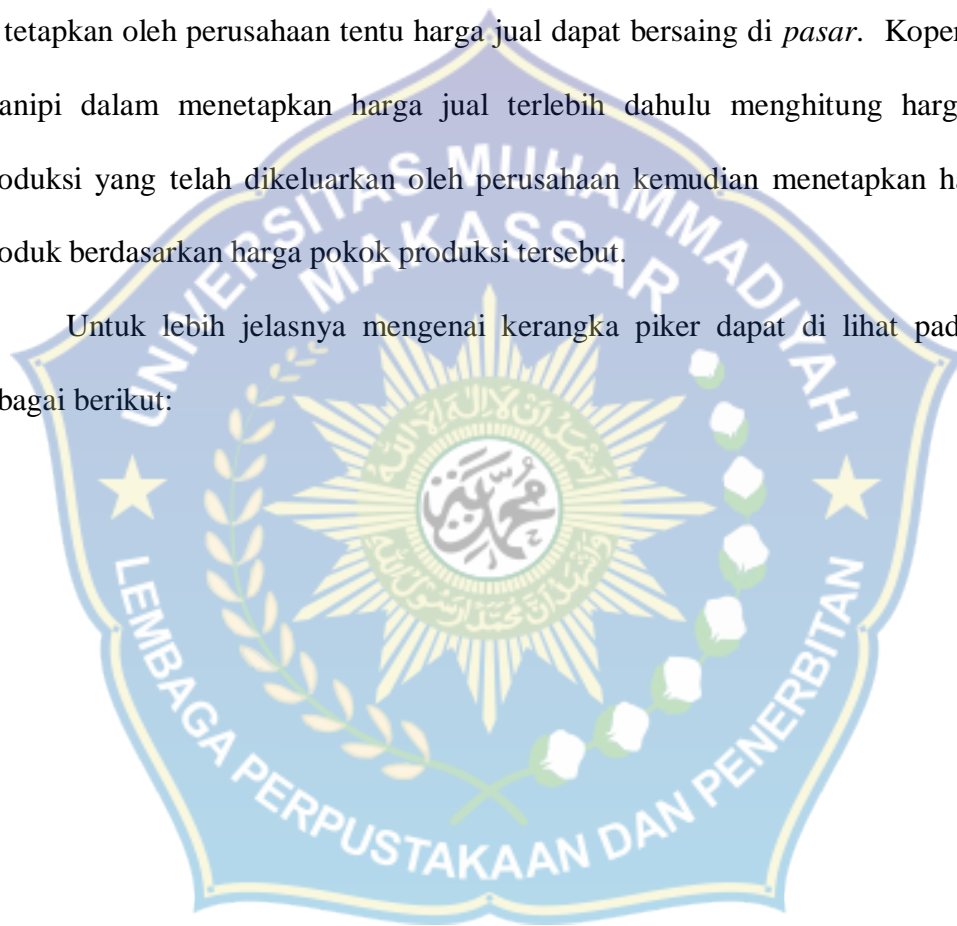 tetapkan oleh perusahaan tentu harga jual dapat bersaing di pasar. Koper
anipi dalam menetapkan harga jual terlebih dahulu menghitung harg
oduksi yang telah dikeluarkan oleh perusahaan kemudian menetapkan ha
oduk berdasarkan harga pokok produksi tersebut.
Untuk lebih jelasnya mengenai kerangka piker dapat di lihat pad
bagai berikut:
UNIVERSITAS MUHAMMADIYAH
MAKASSAR
محمدية
LEMBAGA PERPUSTAKAAN DAN PENERBITAN